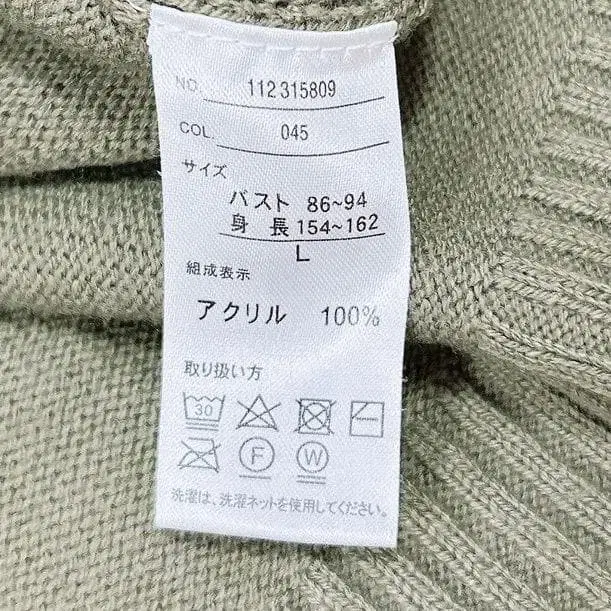 NO. 112 315809
COL. 045
サイズ
バスト 86~94
身長 154~162
L
組成表示
アクリル 100%
取り扱い方
30
F W
洗濯は、洗濯ネットを使用してください。